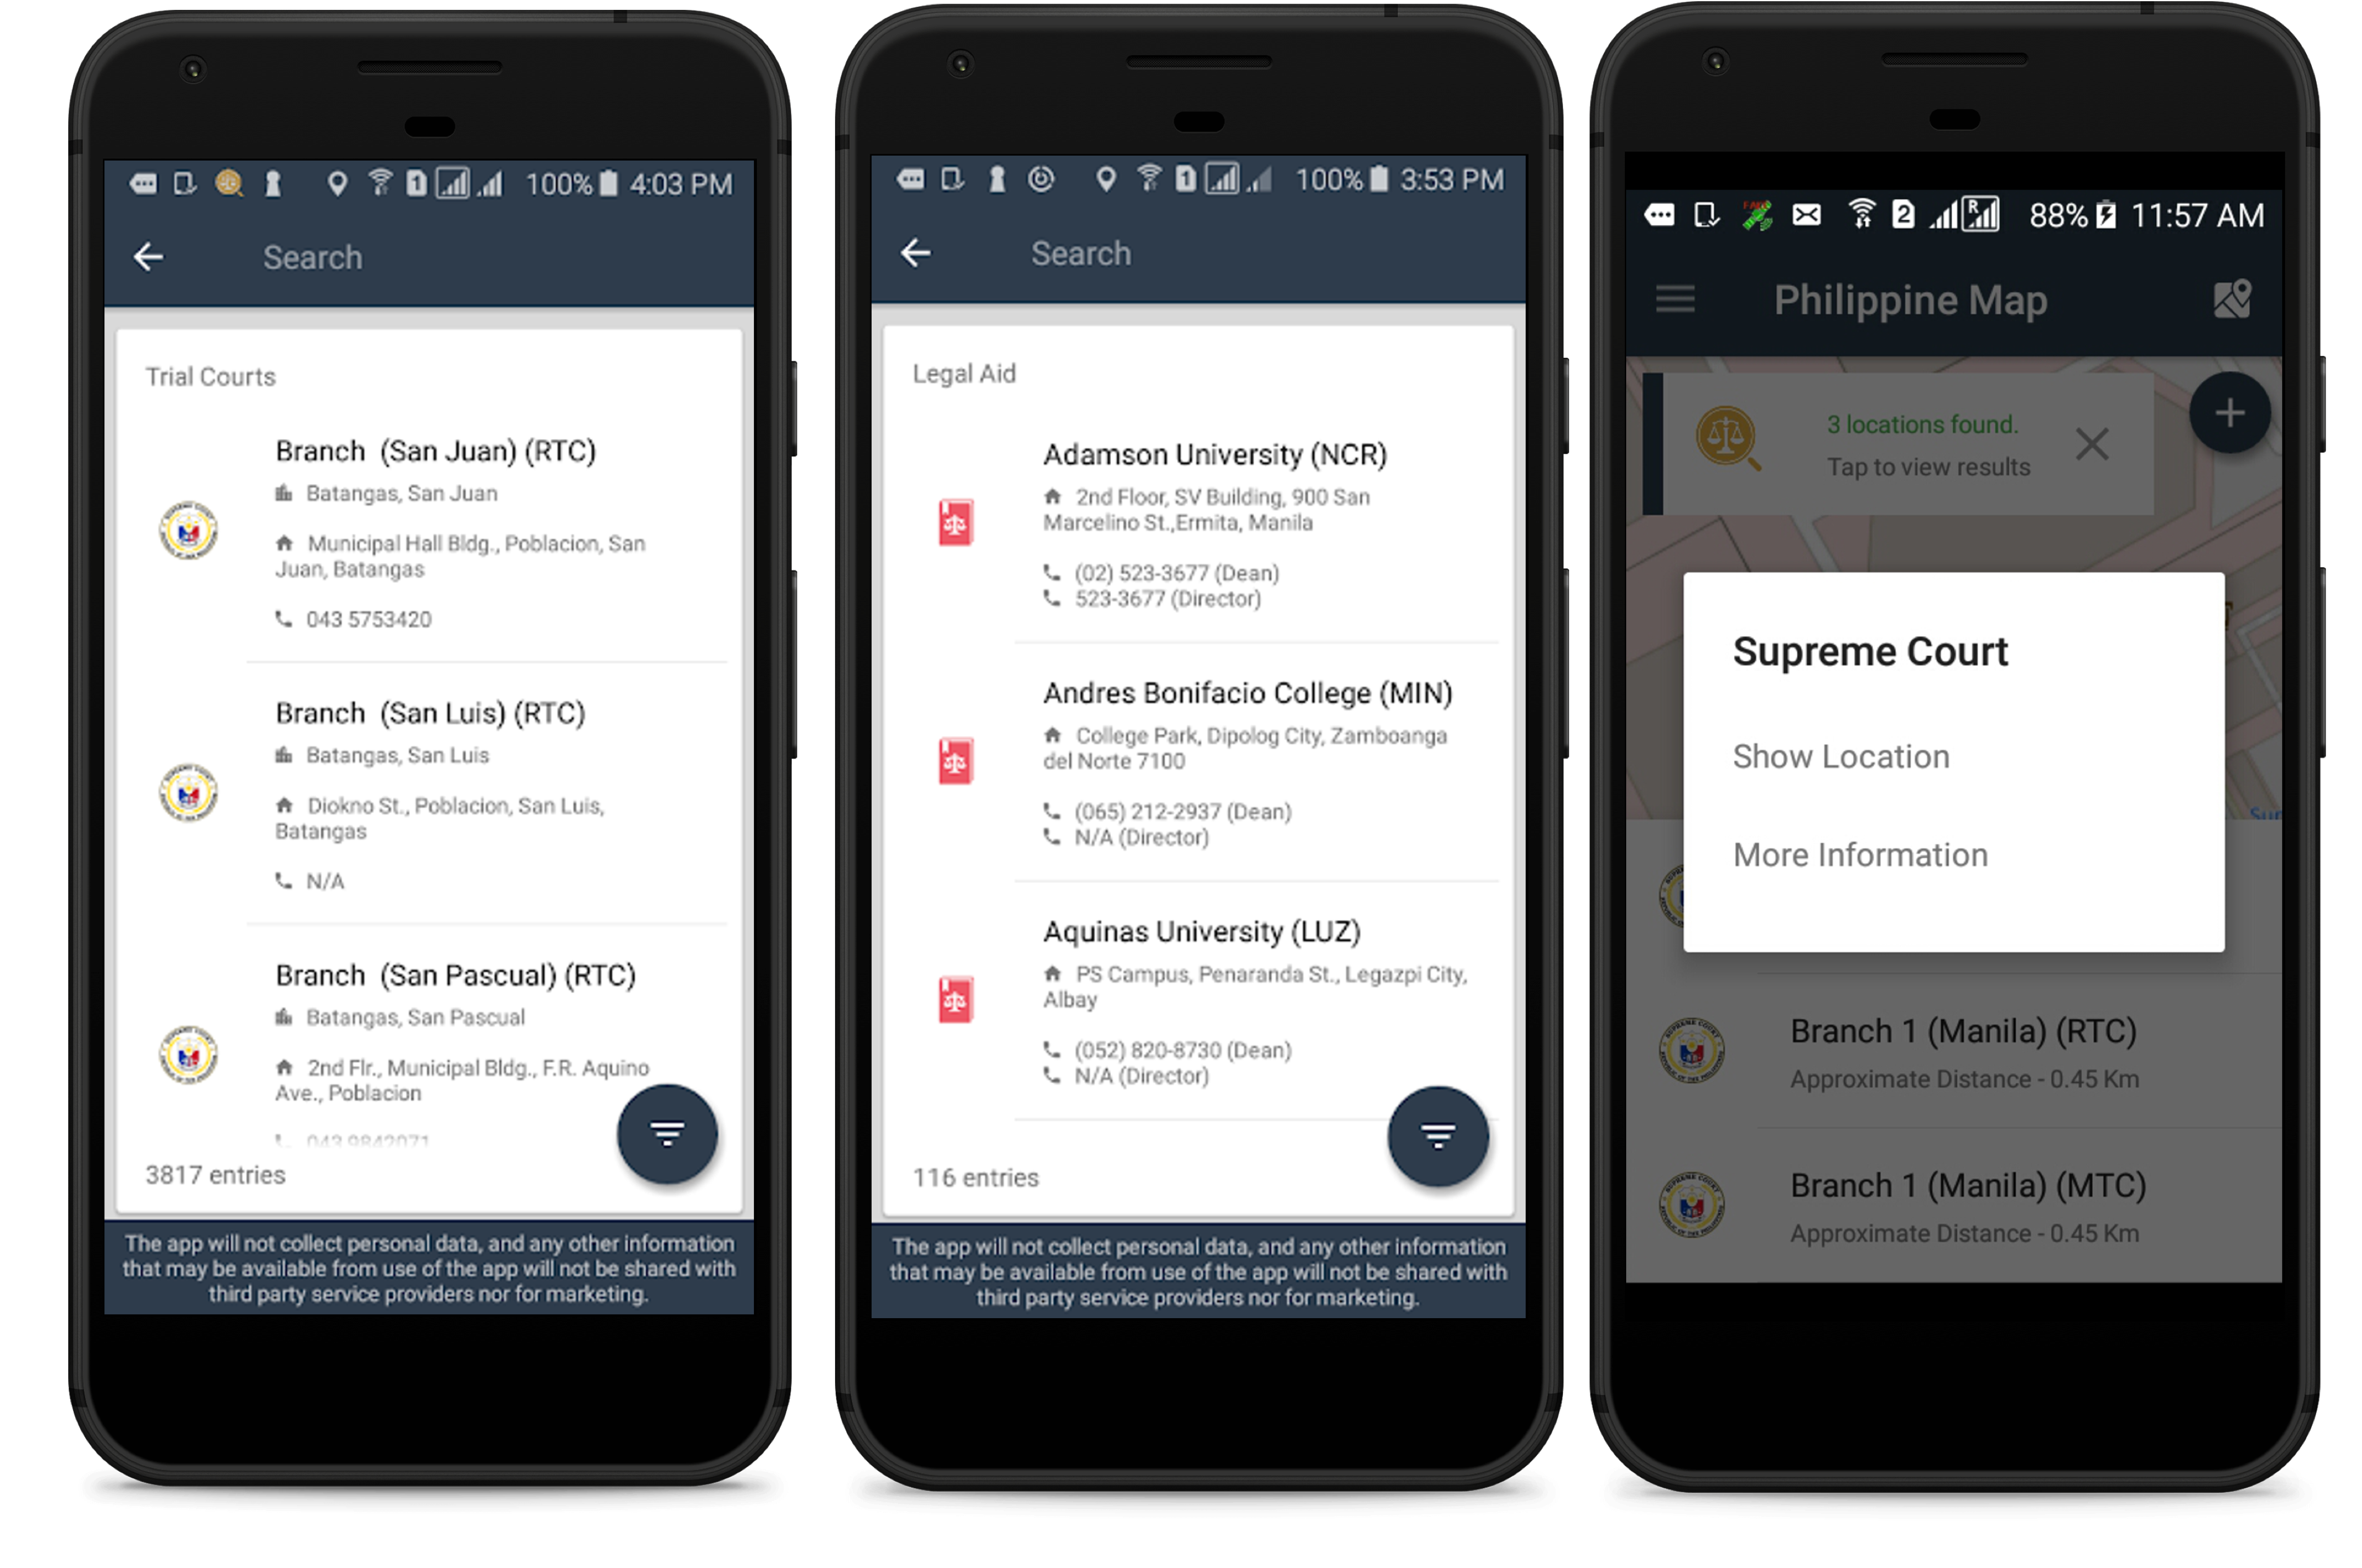 100% 4:03 PM
Search
Trial Courts
Branch (San Juan) (RTC)
Batangas, San Juan
Municipal Hall Bldg., Poblacion, San
Juan, Batangas
043 5753420
Branch (San Luis) (RTC)
Batangas, San Luis
Diokno St., Poblacion, San Luis,
Batangas
N/A
Branch (San Pascual) (RTC)
Batangas, San Pascual
2nd Flr., Municipal Bldg., F.R. Aquino
Ave., Poblacion
043 9842071
3817 entries
The app will not collect personal data, and any other information
that may be available from use of the app will not be shared with
third party service providers nor for marketing.
1 100% 3:53 PM
Search
Legal Aid
Adamson University (NCR)
2nd Floor, SV Building, 900 San
Marcelino St.,Ermita, Manila
(02) 523-3677 (Dean)
523-3677 (Director)
Andres Bonifacio College (MIN)
College Park, Dipolog City, Zamboanga
del Norte 7100
(065) 212-2937 (Dean)
N/A (Director)
Aquinas University (LUZ)
PS Campus, Penaranda St., Legazpi City,
Albay
(052) 820-8730 (Dean)
N/A (Director)
116 entries
The app will not collect personal data, and any other information
that may be available from use of the app will not be shared with
third party service providers nor for marketing.
2 R 88% 11:57 AM
Philippine Map
3 locations found.
Tap to view results
Supreme Court
Show Location
More Information
Branch 1 (Manila) (RTC)
Approximate Distance - 0.45 Km
Branch 1 (Manila) (MTC)
Approximate Distance - 0.45 Km